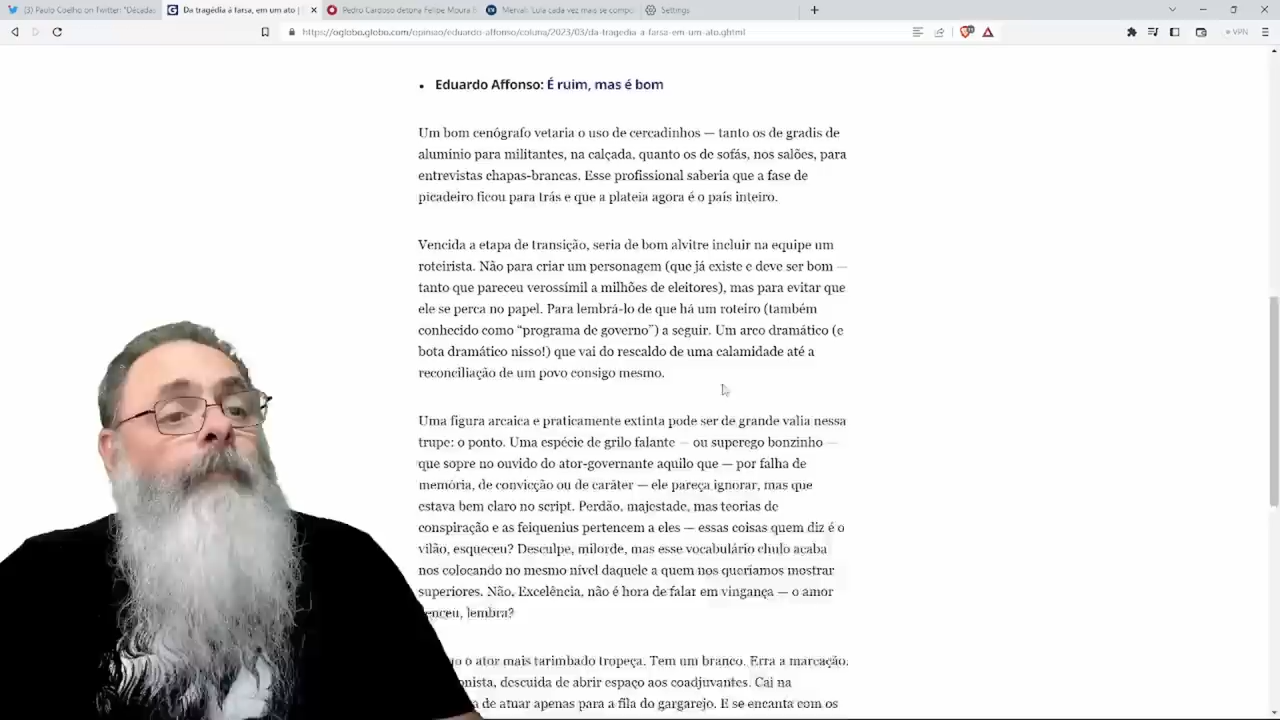 (3) Paulo Coelho on Twitter: "Décadas
Da tragédia à farsa, em um ato |
Pedro Cardoso detona Felipe Moura
Merval: 'Lula cada vez mais se compo
Settings
https://oglobo.globo.com/opiniao/eduardo-affonso/coluna/2023/03/da-tragedia-a-farsa-em-um-ato.ghtml
VPN
• Eduardo Affonso: É ruim, mas é bom
Um bom cenógrafo vetaria o uso de cercadinhos — tanto os de gradis de
alumínio para militantes, na calçada, quanto os de sofás, nos salões, para
entrevistas chapas-brancas. Esse profissional saberia que a fase de
picadeiro ficou para trás e que a plateia agora é o país inteiro.
Vencida a etapa de transição, seria de bom alvitre incluir na equipe um
roteirista. Não para criar um personagem (que já existe e deve ser bom —
tanto que pareceu verossímil a milhões de eleitores), mas para evitar que
ele se perca no papel. Para lembrá-lo de que há um roteiro (também
conhecido como “programa de governo”) a seguir. Um arco dramático (e
bota dramático nisso!) que vai do rescaldo de uma calamidade até a
reconciliação de um povo consigo mesmo.
Uma figura arcaica e praticamente extinta pode ser de grande valia nessa
trupe: o ponto. Uma espécie de grilo falante — ou superego bonzinho —
que sopre no ouvido do ator-governante aquilo que — por falha de
memória, de convicção ou de caráter — ele pareça ignorar, mas que
estava bem claro no script. Perdão, majestade, mas teorias de
conspiração e as feiquenius pertencem a eles — essas coisas quem diz é o
vilão, esqueceu? Desculpe, milorde, mas esse vocabulário chulo acaba
nos colocando no mesmo nível daquele a quem nos queríamos mostrar
superiores. Não, Excelência, não é hora de falar em vingança — o amor
venceu, lembra?
o ator mais tarimbado tropeça. Tem um branco. Erra a marcação.
onista, descuida de abrir espaço aos coadjuvantes. Cai na
de atuar apenas para a fila do gargarejo. E se encanta com os